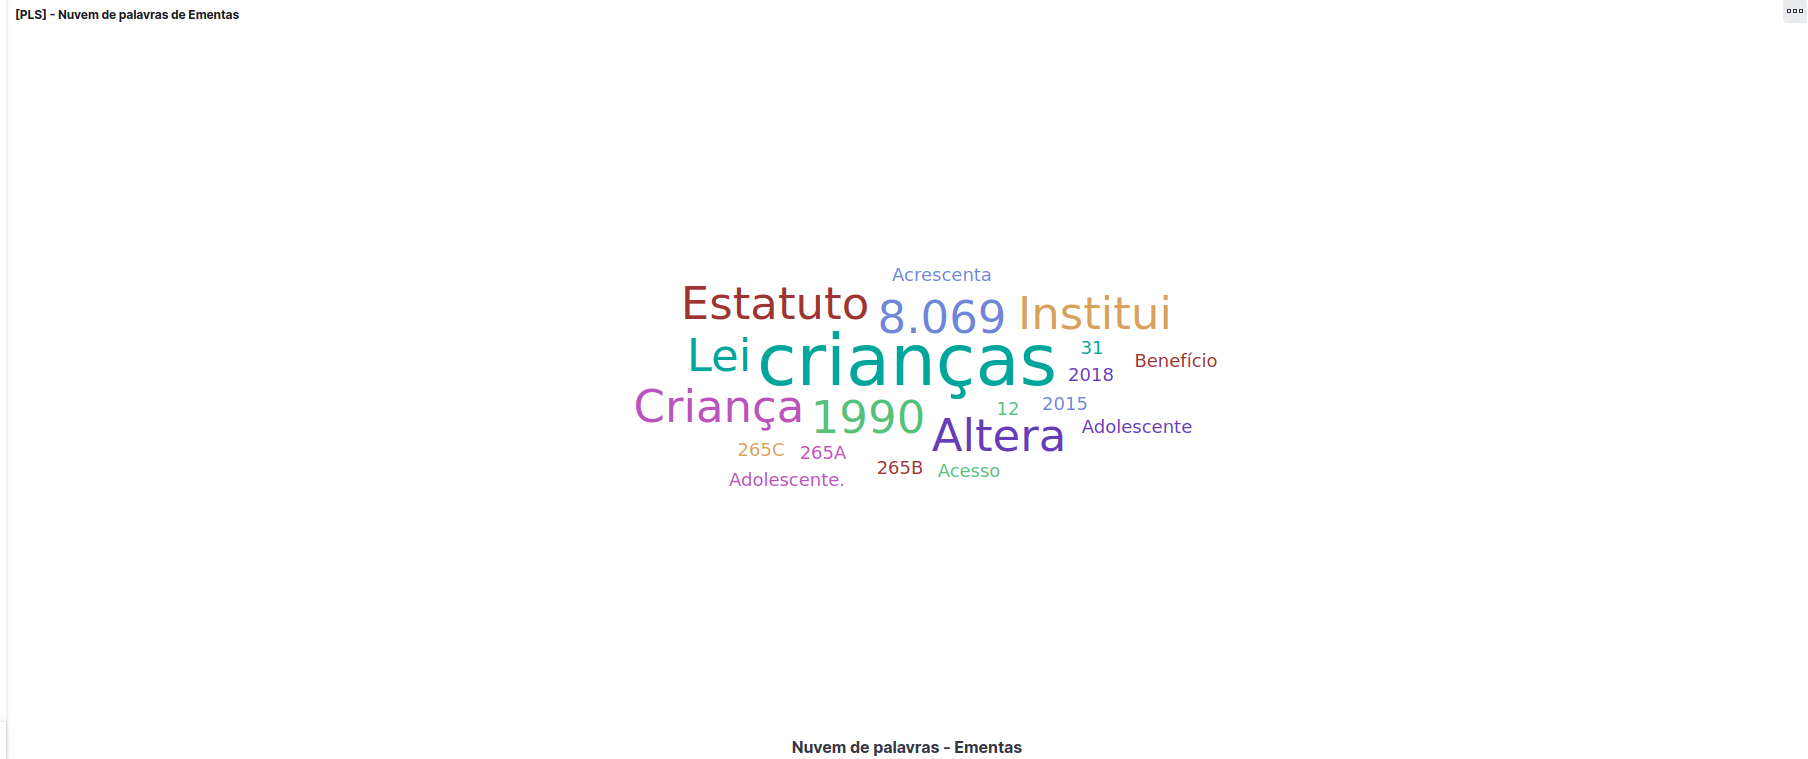 [PLS] - Nuvem de palavras de Ementas
Acrescenta
Estatuto 8.069 Institui
Lei crianças 31 Benefício
2018
Criança 1990 12 2015
Altera Adolescente
265C 265A 265B Acesso
Adolescente.
Nuvem de palavras - Ementas